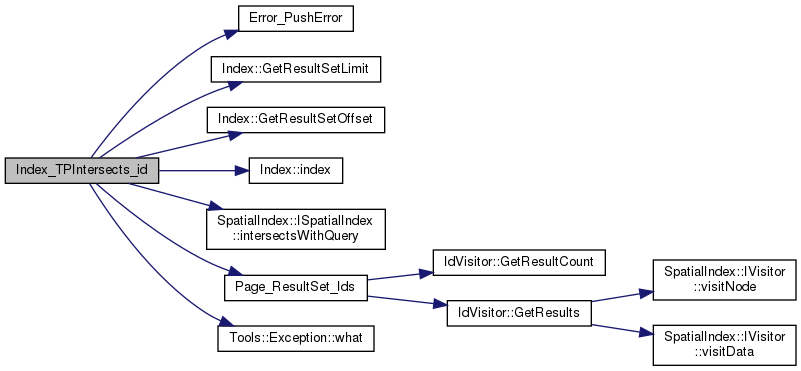 Error_PushError
Index::GetResultSetLimit
Index::GetResultSetOffset
Index_TPIntersects_id
Index::index
SpatialIndex::ISpatialIndex
::intersectsWithQuery
Page_ResultSet_Ids
IdVisitor::GetResultCount
IdVisitor::GetResults
SpatialIndex::IVisitor
::visitNode
SpatialIndex::IVisitor
::visitData
Tools::Exception::what